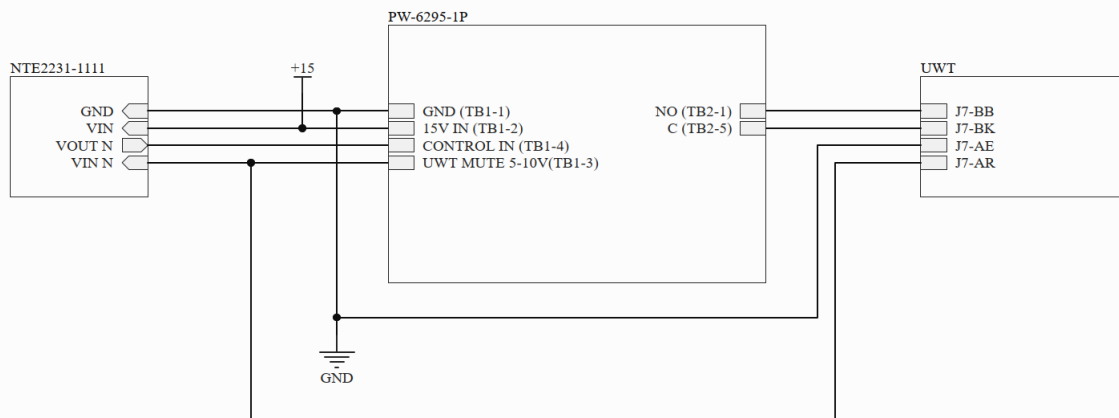 PW-6295-1P
NTE2231-1111
+15
UWT
GND
VIN
VOUT N
VIN N
GND (TB1-1)
15V IN (TB1-2)
CONTROL IN (TB1-4)
UWT MUTE 5-10V(TB1-3)
NO (TB2-1)
C (TB2-5)
J7-BB
J7-BK
J7-AE
J7-AR
GND